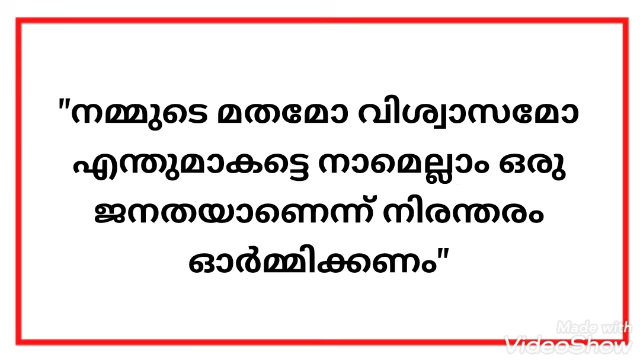 "നമ്മുടെ മതമോ വിശ്വാസമോ
എന്തുമാകട്ടെ നാമെല്ലാം ഒരു
ജനതയാണെന്ന് നിരന്തരം
ഓർമ്മിക്കണം"
Made with
VideoShow